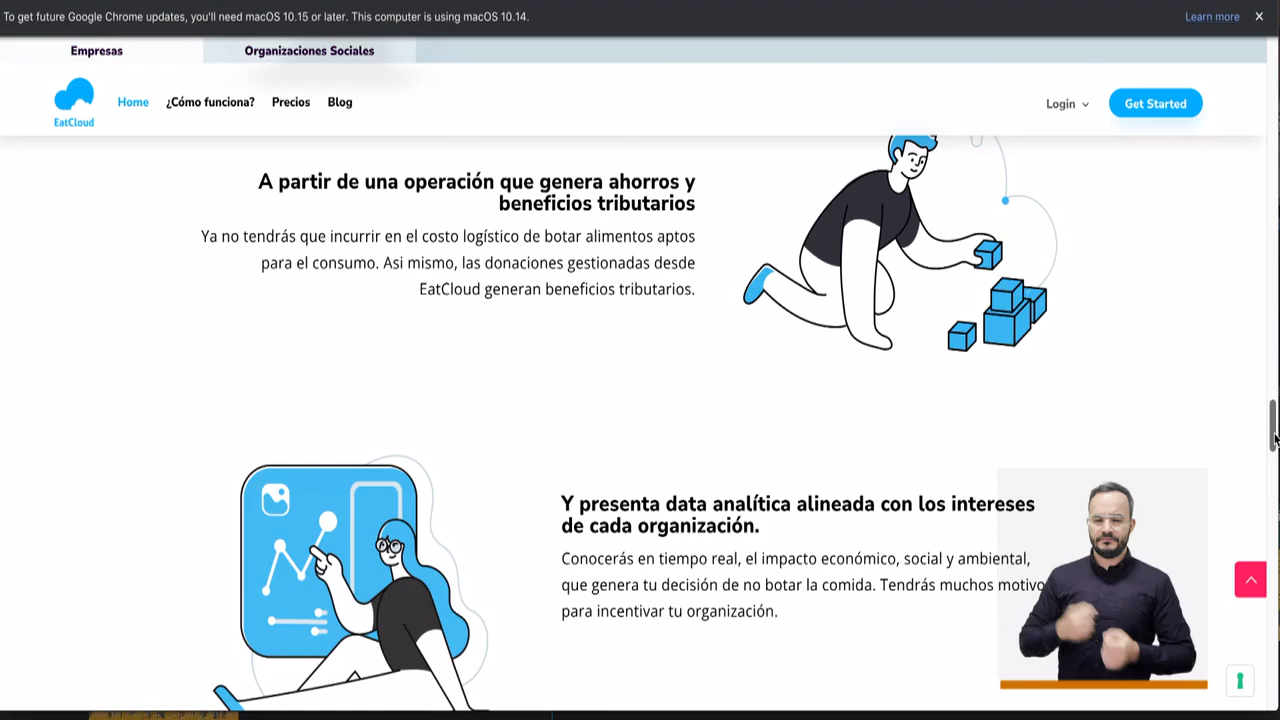 To get future Google Chrome updates, you'll need macOS 10.15 or later. This computer is using macOS 10.14.
Learn more
Empresas
Organizaciones Sociales
EatCloud
Home
¿Cómo funciona?
Precios
Blog
Login
Get Started
A partir de una operación que genera ahorros y
beneficios tributarios
Ya no tendrás que incurrir en el costo logístico de botar alimentos aptos
para el consumo. Asi mismo, las donaciones gestionadas desde
EatCloud generan beneficios tributarios.
Y presenta data analítica alineada con los intereses
de cada organización.
Conocerás en tiempo real, el impacto económico, social y ambiental,
que genera tu decisión de no botar la comida. Tendrás muchos motivo
para incentivar tu organización.